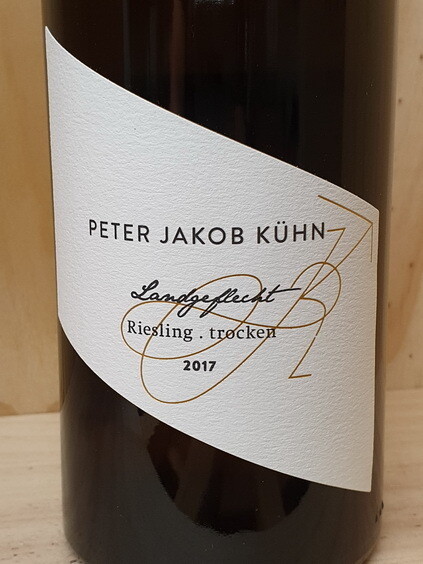 PETER JAKOB KÜHN
Landgeflecht
Riesling . trocken
2017